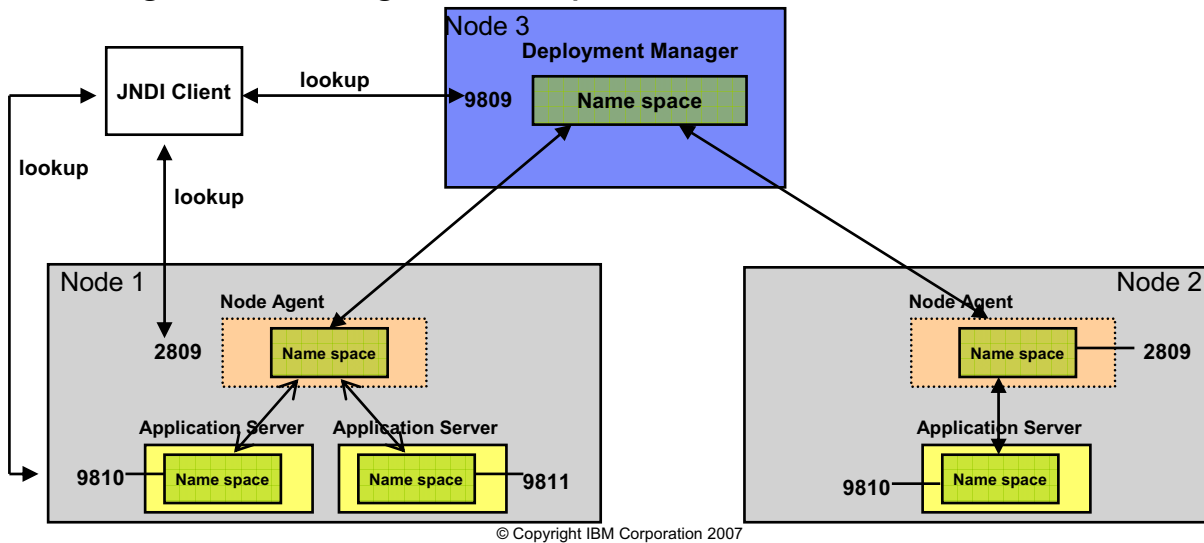 Node 3
Deployment Manager
JNDI Client
lookup
9809
Name space
lookup
lookup
Node 1
Node Agent
2809
Name space
Application Server
Application Server
9810
Name space
Name space
9811
Node 2
Node Agent
Name space
2809
Application Server
9810
Name space
© Copyright IBM Corporation 2007